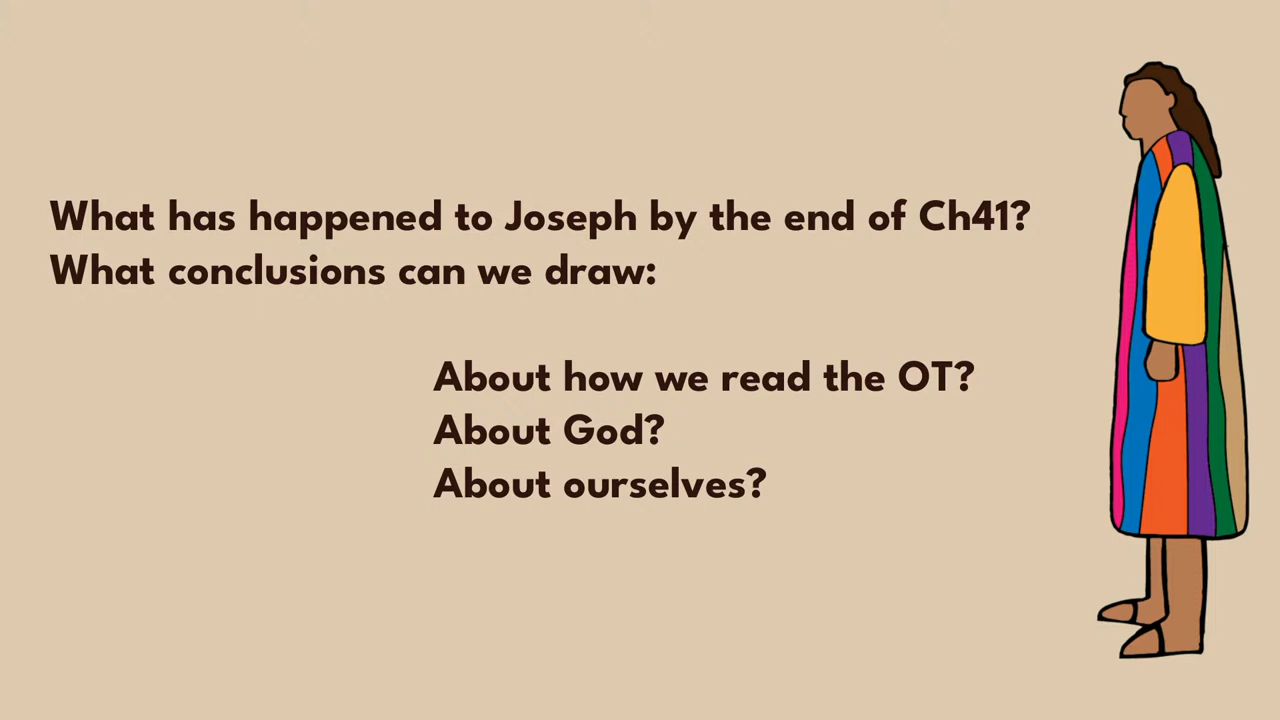 What has happened to Joseph by the end of Ch41?
What conclusions can we draw:
About how we read the OT?
About God?
About ourselves?